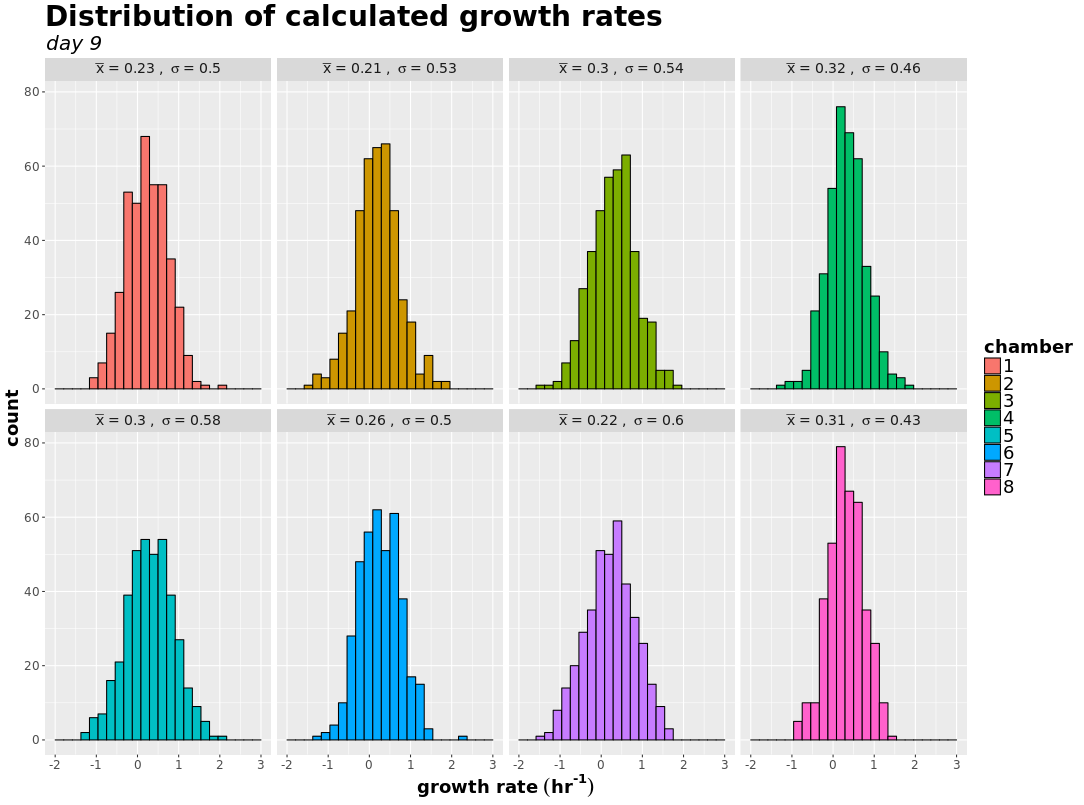 Distribution of calculated growth rates
day 9
x̅ = 0.23 , σ = 0.5
x̅ = 0.21 , σ = 0.53
x̅ = 0.3 , σ = 0.54
x̅ = 0.32 , σ = 0.46
80
60
40
20
0
x̅ = 0.3 , σ = 0.58
x̅ = 0.26 , σ = 0.5
x̅ = 0.22 , σ = 0.6
x̅ = 0.31 , σ = 0.43
80
60
40
20
0
count
-2 -1 0 1 2 3
-2 -1 0 1 2 3
-2 -1 0 1 2 3
-2 -1 0 1 2 3
growth rate (hr⁻¹)
chamber
1
2
3
4
5
6
7
8